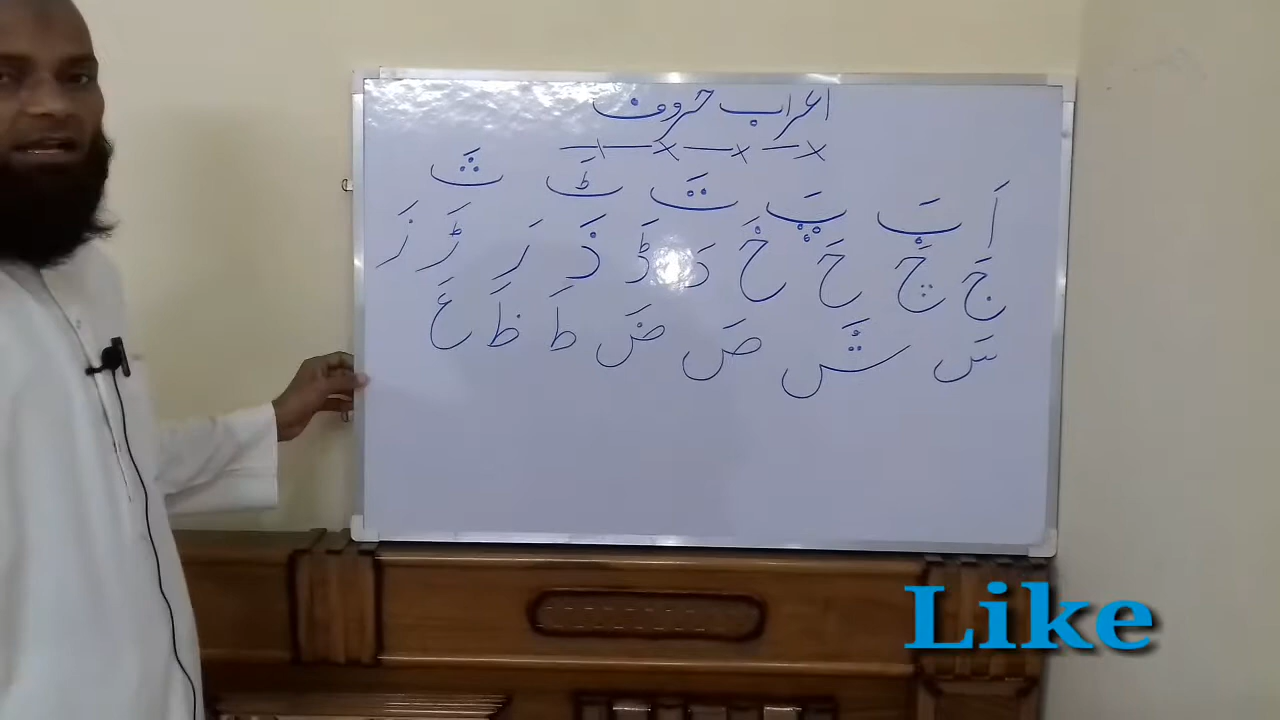 اعراب حروف
اَ بَ پَ تَ ٹَ ثَ
جَ چَ حَ خَ دَ ڈَ ذَ رَ ڑَ زَ
سَ شَ صَ ضَ طَ ظَ عَ
Like